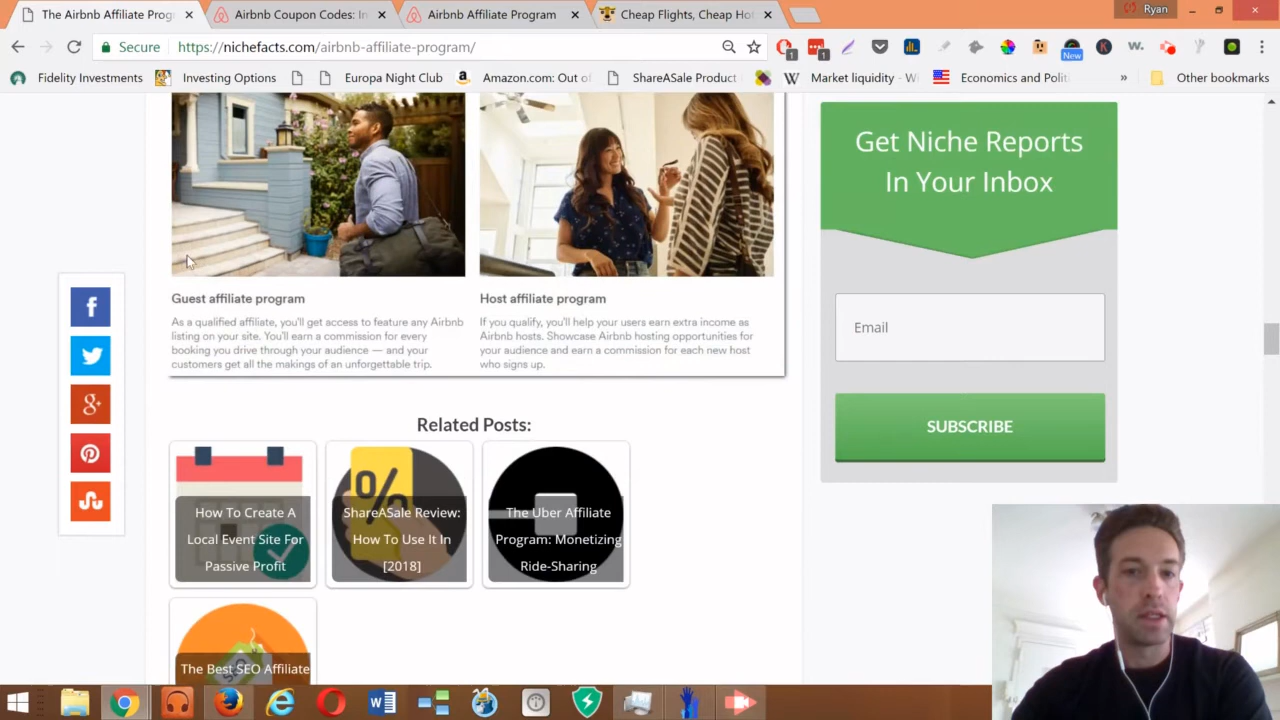 The Airbnb Affiliate Prog
Airbnb Coupon Codes: In
Airbnb Affiliate Program
Cheap Flights, Cheap Ho
Ryan
Secure
https://nichefacts.com/airbnb-affiliate-program/
1
1
New
W.
K
Fidelity Investments
Investing Options
Europa Night Club
Amazon.com: Out of
ShareASale Product
Market liquidity - Wi
Economics and Politi
»
Other bookmarks
Guest affiliate program
As a qualified affiliate, you'll get access to feature any Airbnb
listing on your site. You'll earn a commission for every
booking you drive through your audience — and your
customers get all the makings of an unforgettable trip.
Host affiliate program
If you qualify, you'll help your users earn extra income as
Airbnb hosts. Showcase Airbnb hosting opportunities for
your audience and earn a commission for each new host
who signs up.
Related Posts:
How To Create A
Local Event Site For
Passive Profit
ShareASale Review:
How To Use It In
[2018]
The Uber Affiliate
Program: Monetizing
Ride-Sharing
The Best SEO Affiliate
Get Niche Reports
In Your Inbox
Email
SUBSCRIBE